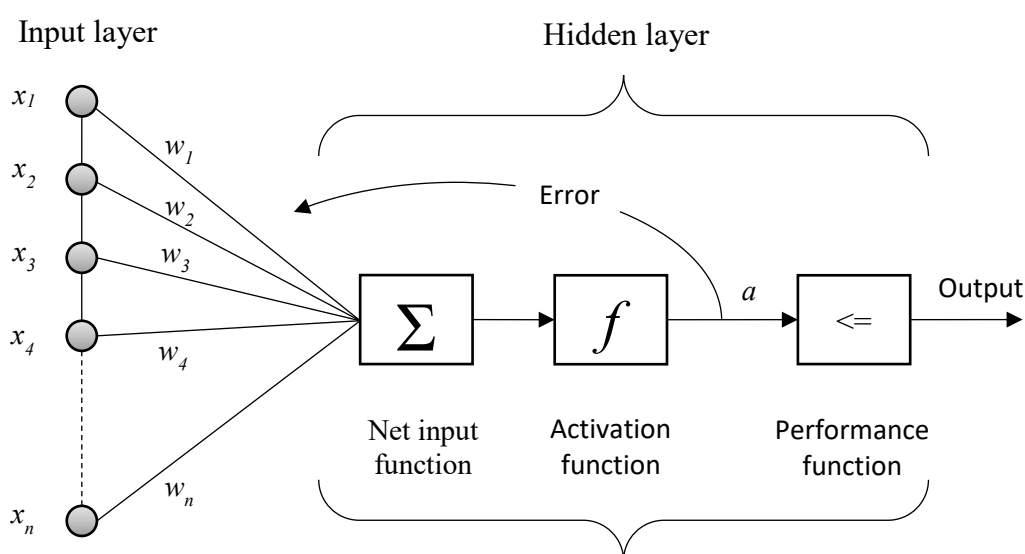 Input layer
Hidden layer
x1
w1
x2
w2
Error
x3
w3
a
Output
Σ
f
<=
x4
w4
Net input
function
Activation
function
Performance
function
wn
xn